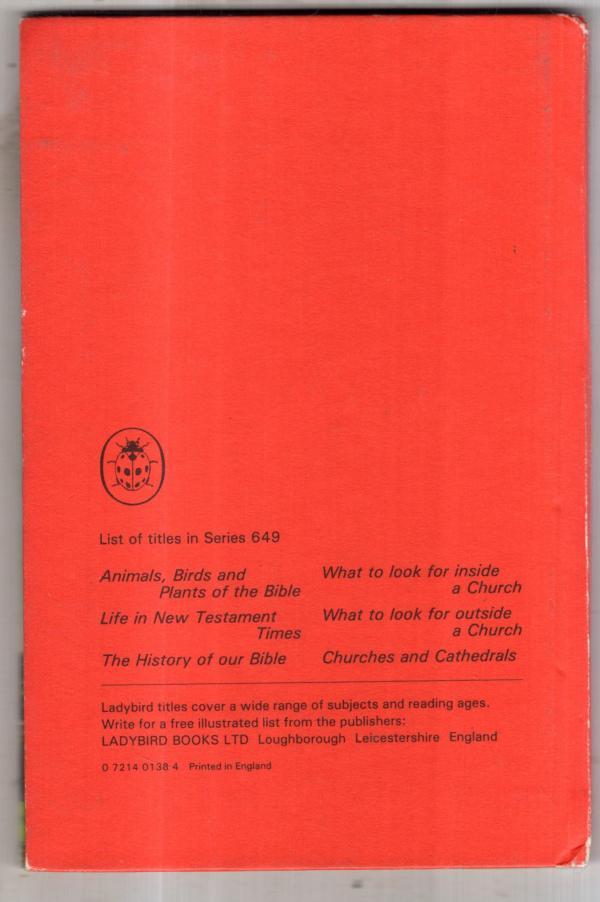 List of titles in Series 649
Animals, Birds and
Plants of the Bible
Life in New Testament
Times
The History of our Bible
What to look for inside
a Church
What to look for outside
a Church
Churches and Cathedrals
Ladybird titles cover a wide range of subjects and reading ages.
Write for a free illustrated list from the publishers:
LADYBIRD BOOKS LTD Loughborough Leicestershire England
0 7214 0138 4 Printed in England